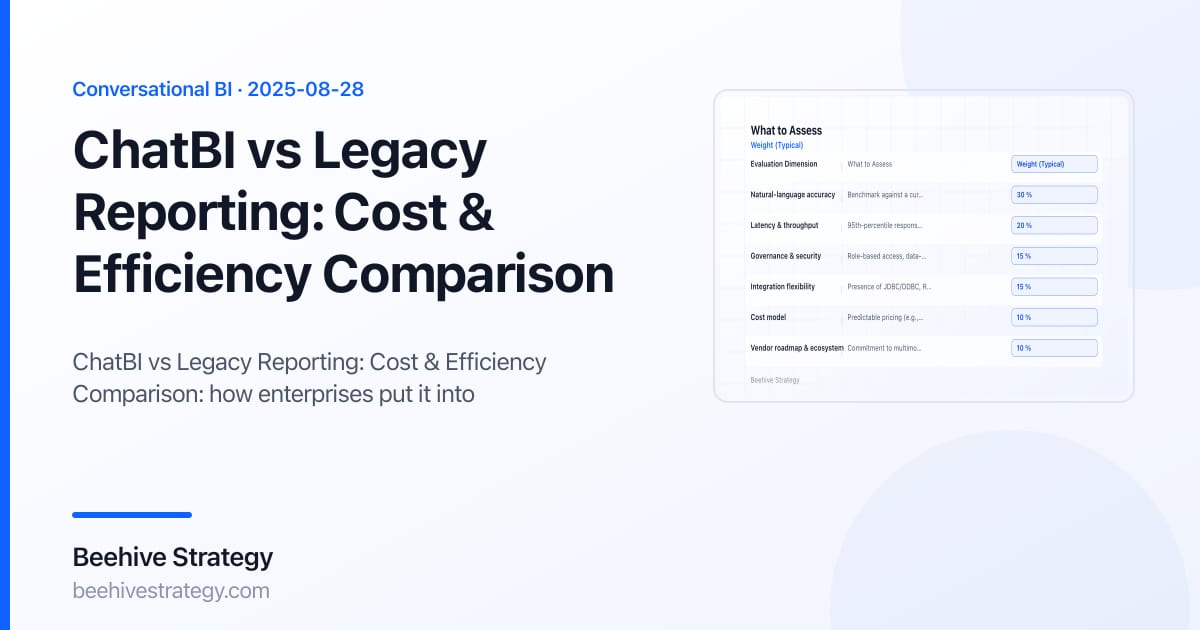 Conversational BI · 2025-08-28
ChatBI vs Legacy
Reporting: Cost &
Efficiency Comparison
ChatBI vs Legacy Reporting: Cost & Efficiency
Comparison: how enterprises put it into
Beehive Strategy
beehivestrategy.com
What to Assess
Weight (Typical)
Evaluation Dimension What to Assess Weight (Typical)
Natural-language accuracy Benchmark against a cur... 30 %
Latency & throughput 95th-percentile respons... 20 %
Governance & security Role-based access, data-... 15 %
Integration flexibility Presence of JDBC/ODBC, R... 15 %
Cost model Predictable pricing (e.g.,... 10 %
Vendor roadmap & ecosystem Commitment to multimo... 10 %
Beehive Strategy